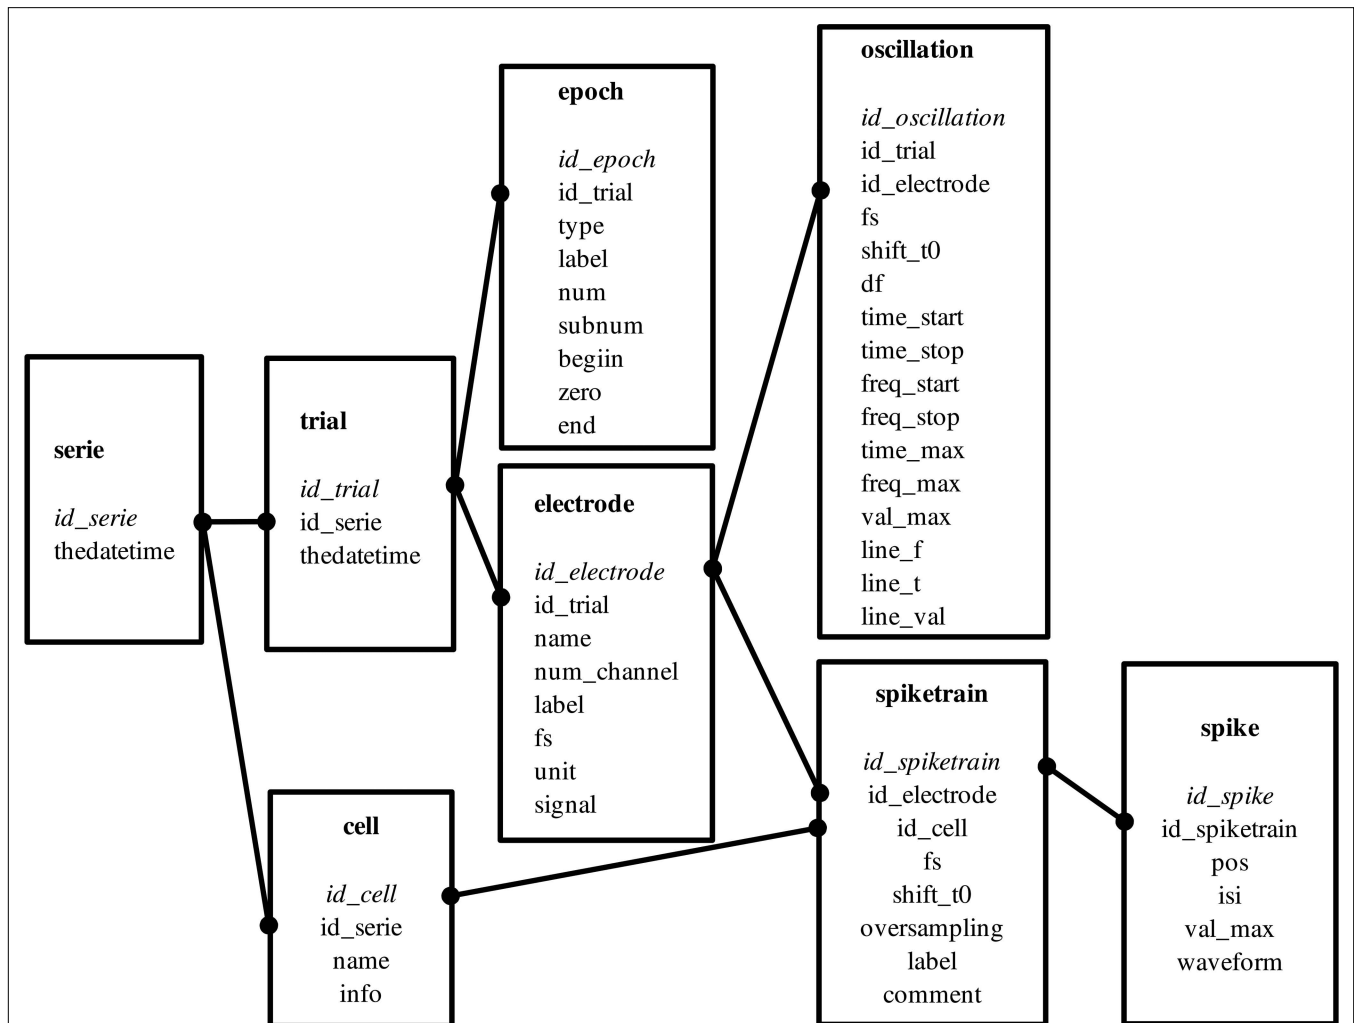 serie
id_serie
thedatetime
trial
id_trial
id_serie
thedatetime
epoch
id_epoch
id_trial
type
label
num
subnum
begiin
zero
end
electrode
id_electrode
id_trial
name
num_channel
label
fs
unit
signal
cell
id_cell
id_serie
name
info
oscillation
id_oscillation
id_trial
id_electrode
fs
shift_t0
df
time_start
time_stop
freq_start
freq_stop
time_max
freq_max
val_max
line_f
line_t
line_val
spiketrain
id_spiketrain
id_electrode
id_cell
fs
shift_t0
oversampling
label
comment
spike
id_spike
id_spiketrain
pos
isi
val_max
waveform